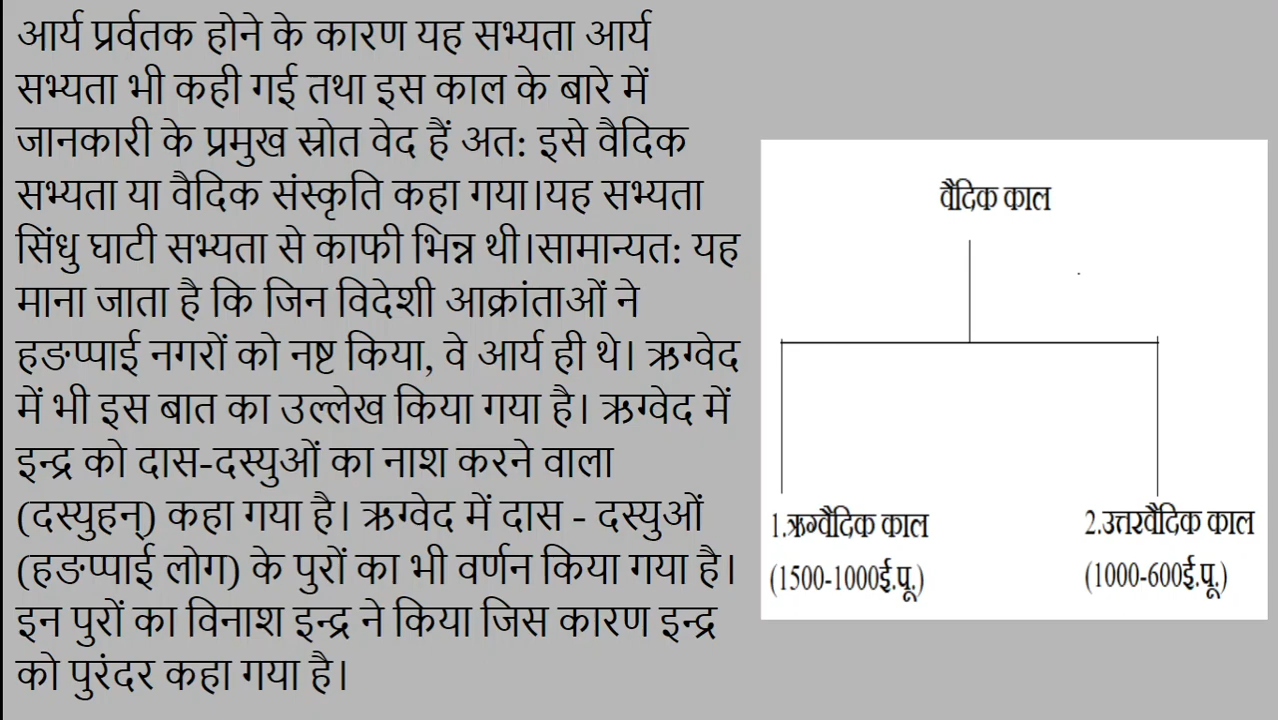 आर्य प्रर्वतक होने के कारण यह सभ्यता आर्य
सभ्यता भी कही गई तथा इस काल के बारे में
जानकारी के प्रमुख स्रोत वेद हैं अत: इसे वैदिक
सभ्यता या वैदिक संस्कृति कहा गया।यह सभ्यता
सिंधु घाटी सभ्यता से काफी भिन्न थी।सामान्यत: यह
माना जाता है कि जिन विदेशी आक्रांताओं ने
हङप्पाई नगरों को नष्ट किया, वे आर्य ही थे। ऋग्वेद
में भी इस बात का उल्लेख किया गया है। ऋग्वेद में
इन्द्र को दास-दस्युओं का नाश करने वाला
(दस्युहन्) कहा गया है। ऋग्वेद में दास - दस्युओं
(हङप्पाई लोग) के पुरों का भी वर्णन किया गया है।
इन पुरों का विनाश इन्द्र ने किया जिस कारण इन्द्र
को पुरंदर कहा गया है।
वैदिक काल
1.ऋग्वैदिक काल
(1500-1000ई.पू.)
2.उत्तरवैदिक काल
(1000-600ई.पू.)